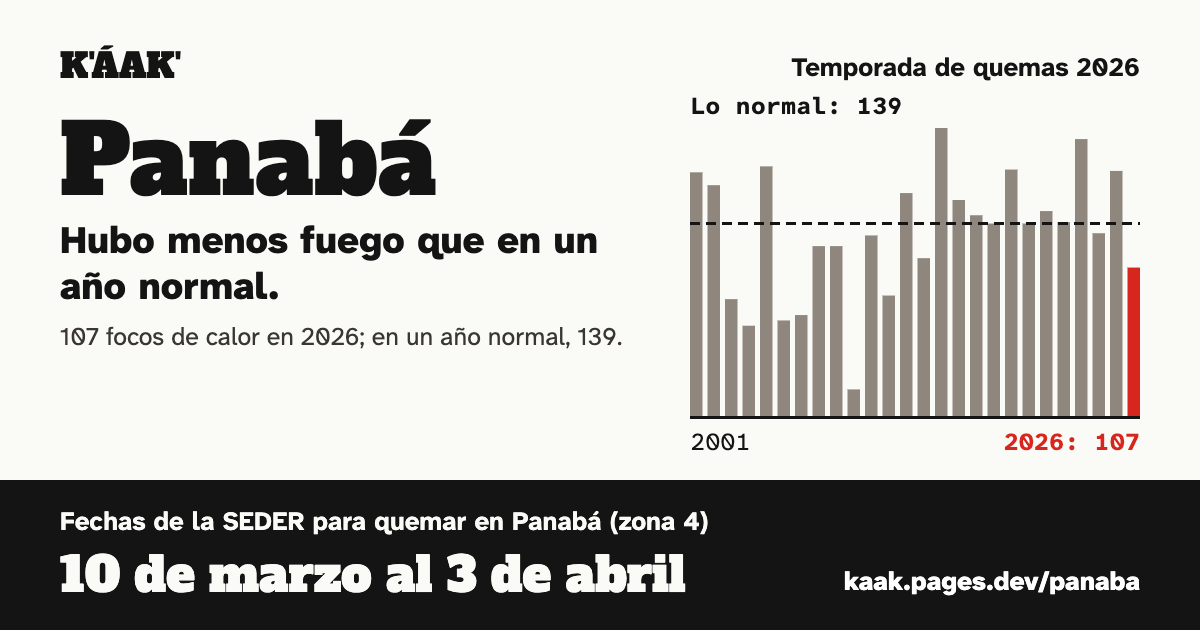 K'ÁAK'
Panabá
Hubo menos fuego que en un
año normal.
107 focos de calor en 2026; en un año normal, 139.
Temporada de quemas 2026
Lo normal: 139
2001
2026: 107
Fechas de la SEDER para quemar en Panabá (zona 4)
10 de marzo al 3 de abril
kaak.pages.dev/panaba